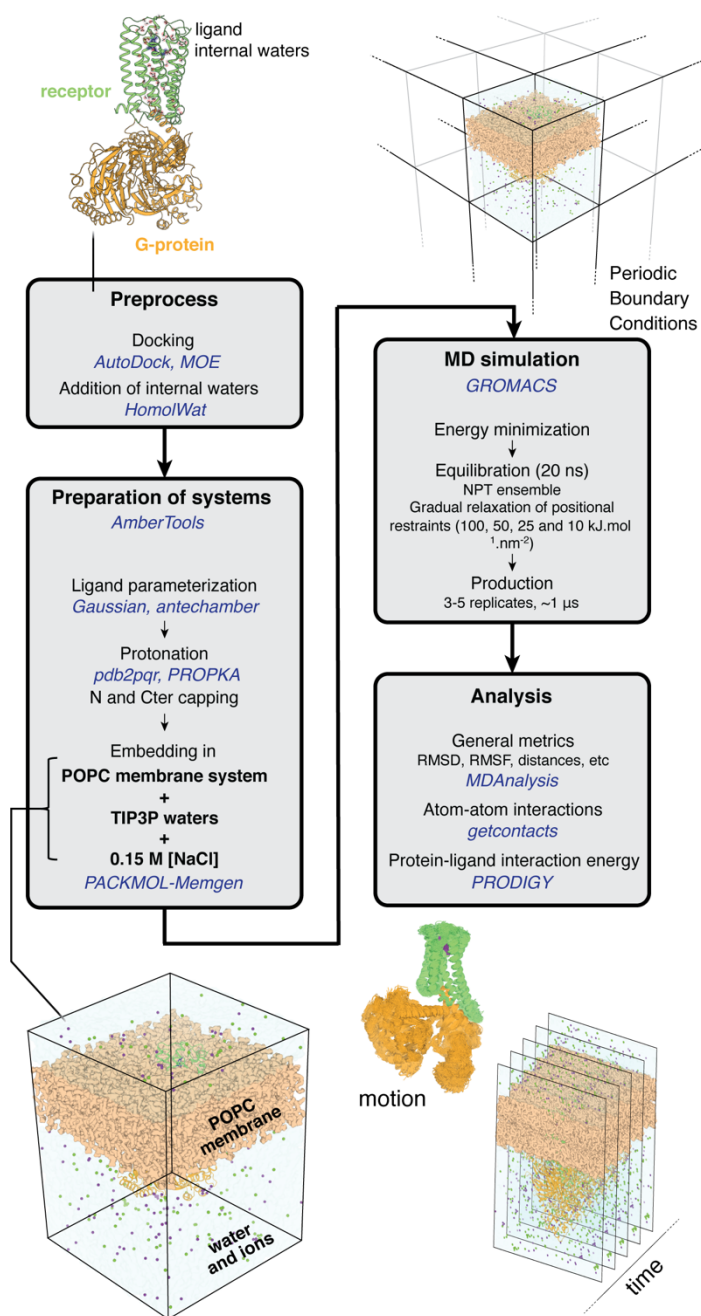 ligand
internal waters
receptor
G-protein
Preprocess
Docking
AutoDock, MOE
Addition of internal waters
HomolWat
Preparation of systems
AmberTools
Ligand parameterization
Gaussian, antechamber
Protonation
pdb2pqr, PROPKA
N and Cter capping
Embedding in
POPC membrane system
+
TIP3P waters
+
0.15 M [NaCl]
PACKMOL-Memgen
POPC
membrane
water
and ions
Periodic
Boundary
Conditions
MD simulation
GROMACS
Energy minimization
Equilibration (20 ns)
NPT ensemble
Gradual relaxation of positional
restraints (100, 50, 25 and 10 kJ.mol
¹.nm⁻²)
Production
3-5 replicates, ~1 µs
Analysis
General metrics
RMSD, RMSF, distances, etc
MDAnalysis
Atom-atom interactions
getcontacts
Protein-ligand interaction energy
PRODIGY
motion
time